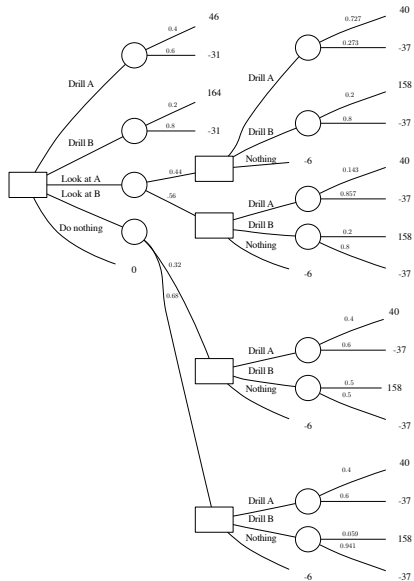 46
0.4
0.6
-31
Drill A
164
0.2
0.8
-31
Drill B
Look at A
Look at B
Do nothing
0
0.44
.56
0.32
0.68
40
0.727
0.273
-37
Drill A
158
0.2
0.8
-37
Drill B
Nothing
-6
40
0.143
0.857
-37
Drill A
Drill B
0.2
158
0.8
Nothing
-6
-37
40
0.4
0.6
-37
Drill A
Drill B
0.5
158
0.5
Nothing
-6
-37
40
0.4
0.6
-37
Drill A
Drill B
0.059
158
0.941
Nothing
-6
-37